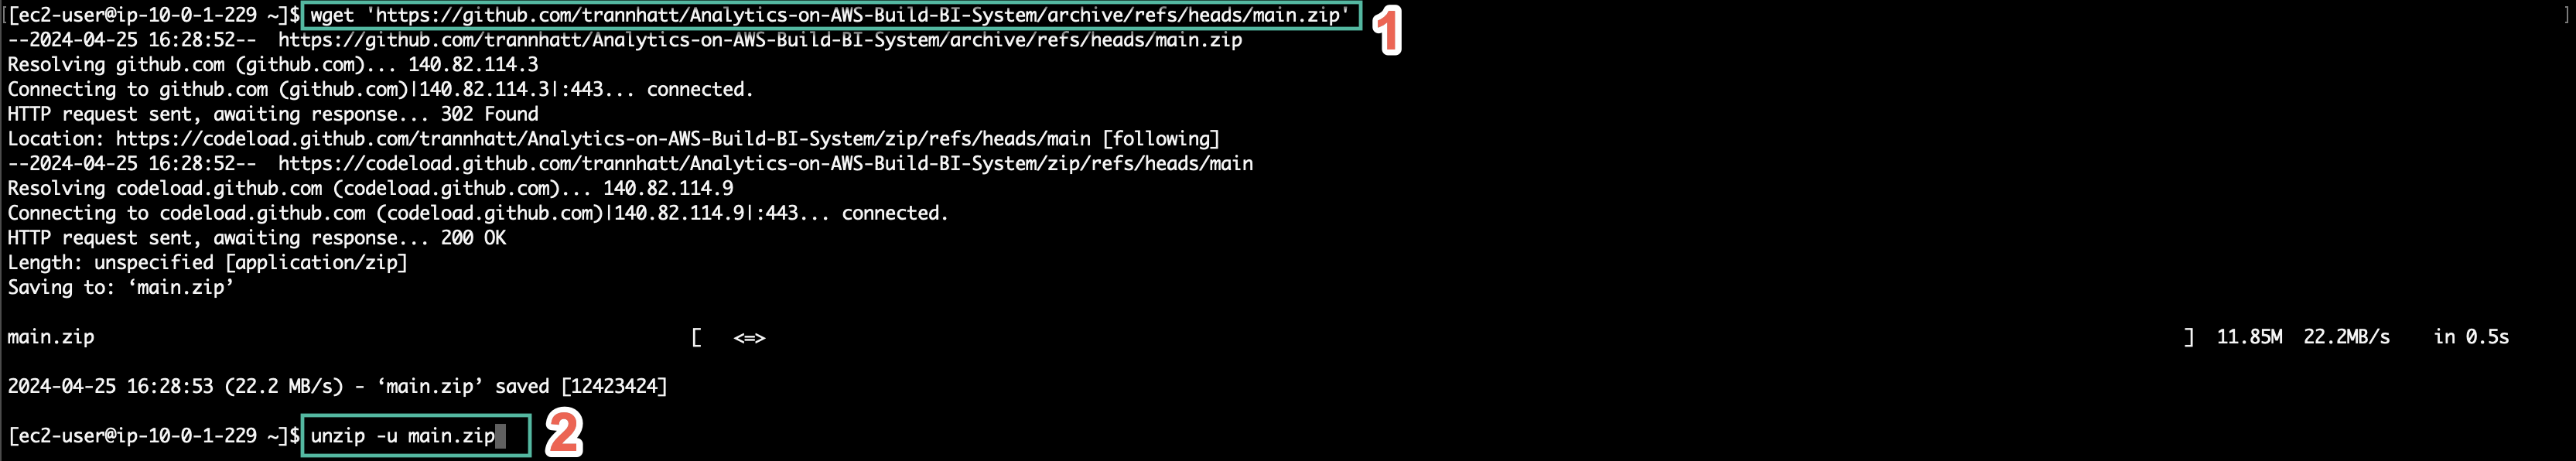 [ec2-user@ip-10-0-1-229 ~]$ wget 'https://github.com/trannhatt/Analytics-on-AWS-Build-BI-System/archive/refs/heads/main.zip' 1 ]
--2024-04-25 16:28:52--  https://github.com/trannhatt/Analytics-on-AWS-Build-BI-System/archive/refs/heads/main.zip
Resolving github.com (github.com)... 140.82.114.3
Connecting to github.com (github.com)|140.82.114.3|:443... connected.
HTTP request sent, awaiting response... 302 Found
Location: https://codeload.github.com/trannhatt/Analytics-on-AWS-Build-BI-System/zip/refs/heads/main [following]
--2024-04-25 16:28:52--  https://codeload.github.com/trannhatt/Analytics-on-AWS-Build-BI-System/zip/refs/heads/main
Resolving codeload.github.com (codeload.github.com)... 140.82.114.9
Connecting to codeload.github.com (codeload.github.com)|140.82.114.9|:443... connected.
HTTP request sent, awaiting response... 200 OK
Length: unspecified [application/zip]
Saving to: ‘main.zip’
main.zip [ <=> ] 11.85M 22.2MB/s in 0.5s
2024-04-25 16:28:53 (22.2 MB/s) - ‘main.zip’ saved [12423424]
[ec2-user@ip-10-0-1-229 ~]$ unzip -u main.zip 2